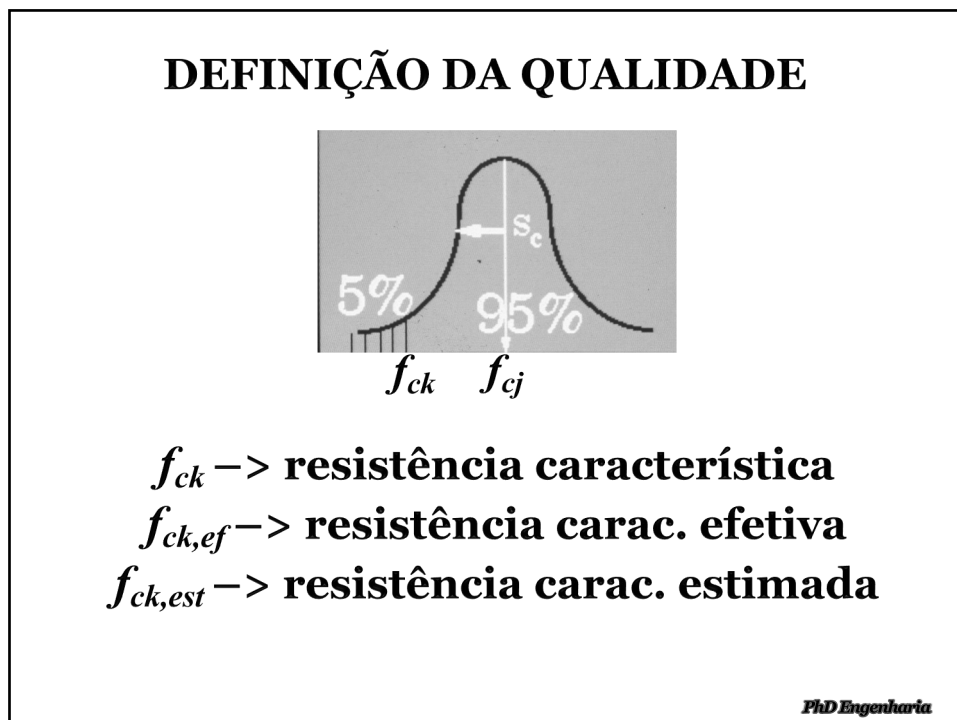 DEFINIÇÃO DA QUALIDADE
Sc
5% 95%
fck fcj
fck –> resistência característica
fck,ef –> resistência carac. efetiva
fck,est –> resistência carac. estimada
PhD Engenharia